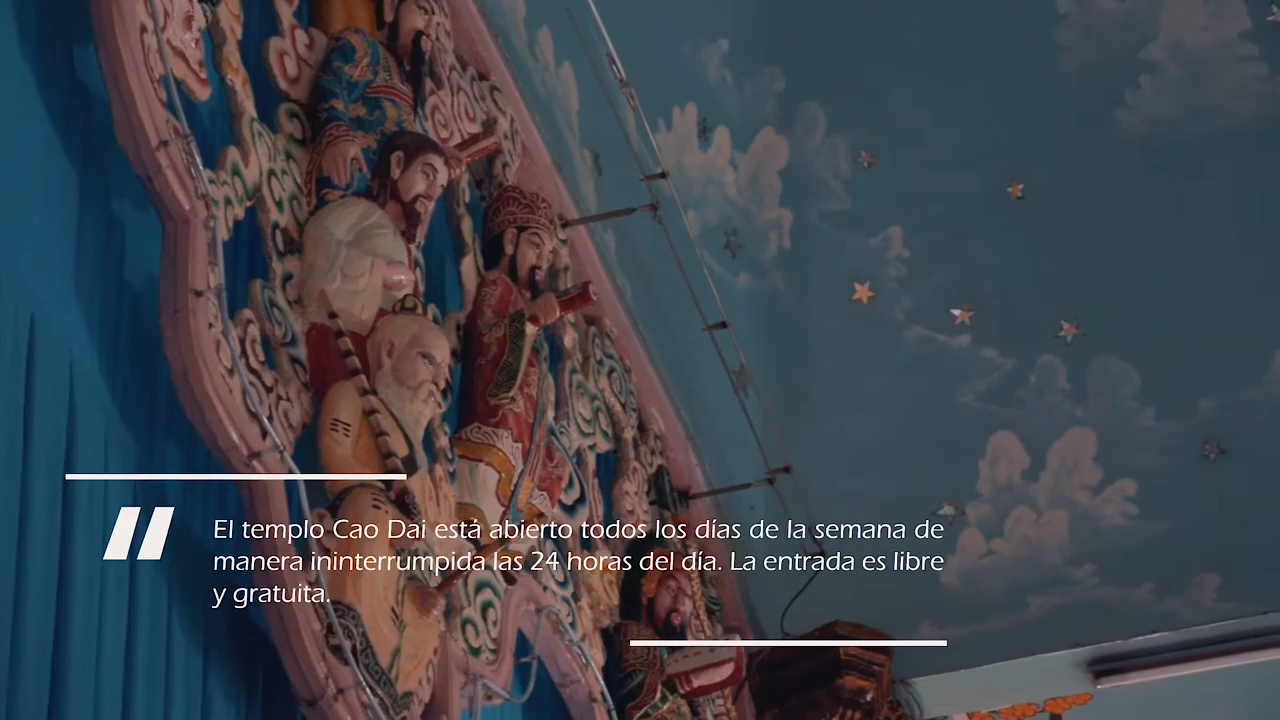 El templo Cao Dai está abierto todos los días de la semana de
manera ininterrumpida las 24 horas del día. La entrada es libre
y gratuita.